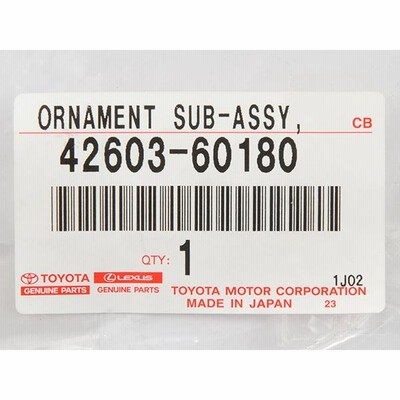 ORNAMENT SUB-ASSY, CB
42603-60180
QTY: 1
TOYOTA LEXUS 1J02
GENUINE PARTS GENUINE PARTS TOYOTA MOTOR CORPORATION
MADE IN JAPAN 23